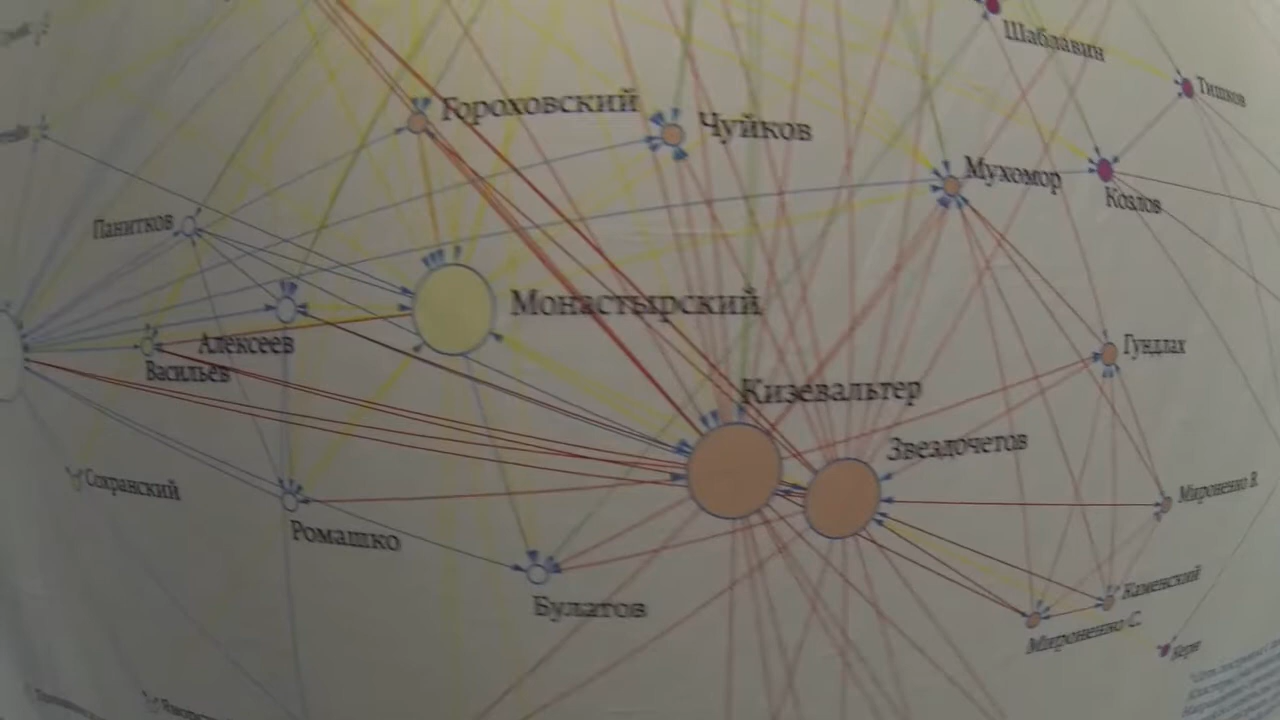 Шаблавин
Тишков
Гороховский
Чуйков
Мухомор
Козлов
Панитков
Монастырский
Алексеев
Васильев
Гундлах
Кизевальтер
Звездочетов
Сохранский
Мироненко В.
Ромашко
Каменский
Булатов
Мироненко С.